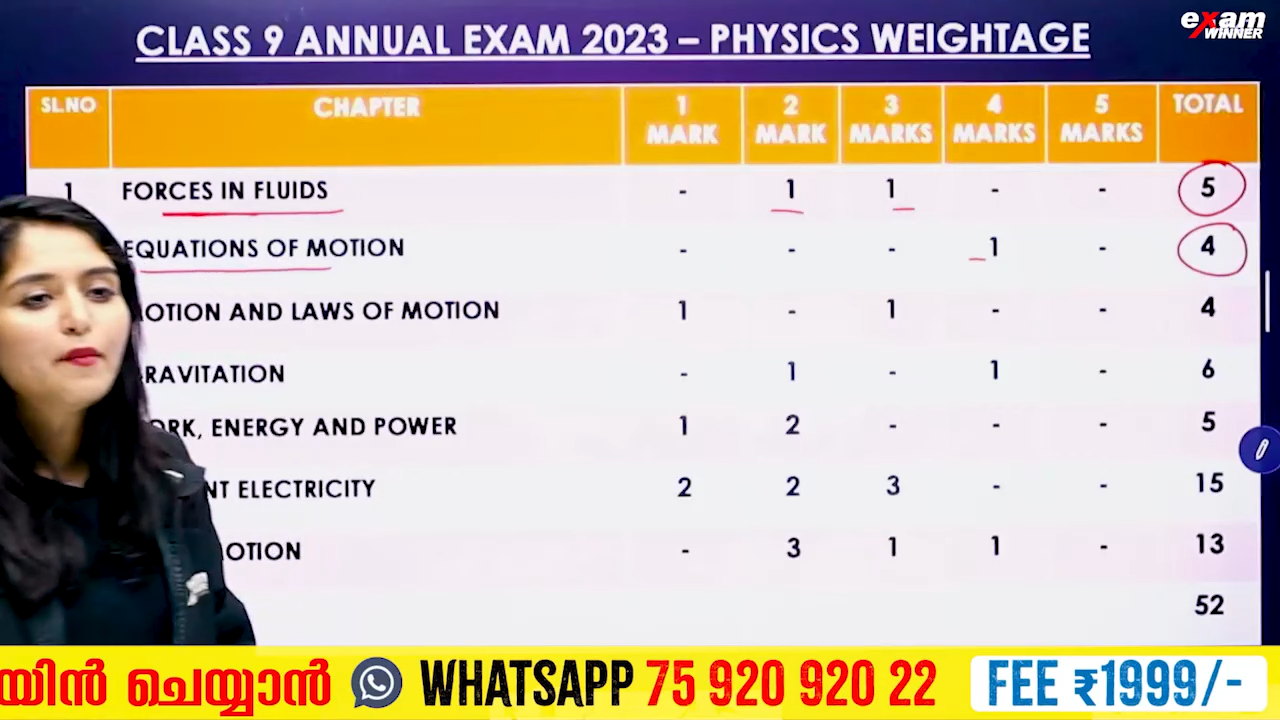 CLASS 9 ANNUAL EXAM 2023 – PHYSICS WEIGHTAGE
exam
WINNER
SL.NO CHAPTER 1 MARK 2 MARK 3 MARKS 4 MARKS 5 MARKS TOTAL
1 FORCES IN FLUIDS - 1 1 - - 5
EQUATIONS OF MOTION - - - 1 - 4
OTION AND LAWS OF MOTION 1 - 1 - - 4
RAVITATION - 1 - 1 - 6
ORK, ENERGY AND POWER 1 2 - - - 5
NT ELECTRICITY 2 2 3 - - 15
OTION - 3 1 1 - 13
52
യിൻ ചെയ്യാൻ WHATSAPP 75 920 920 22 FEE ₹1999/-